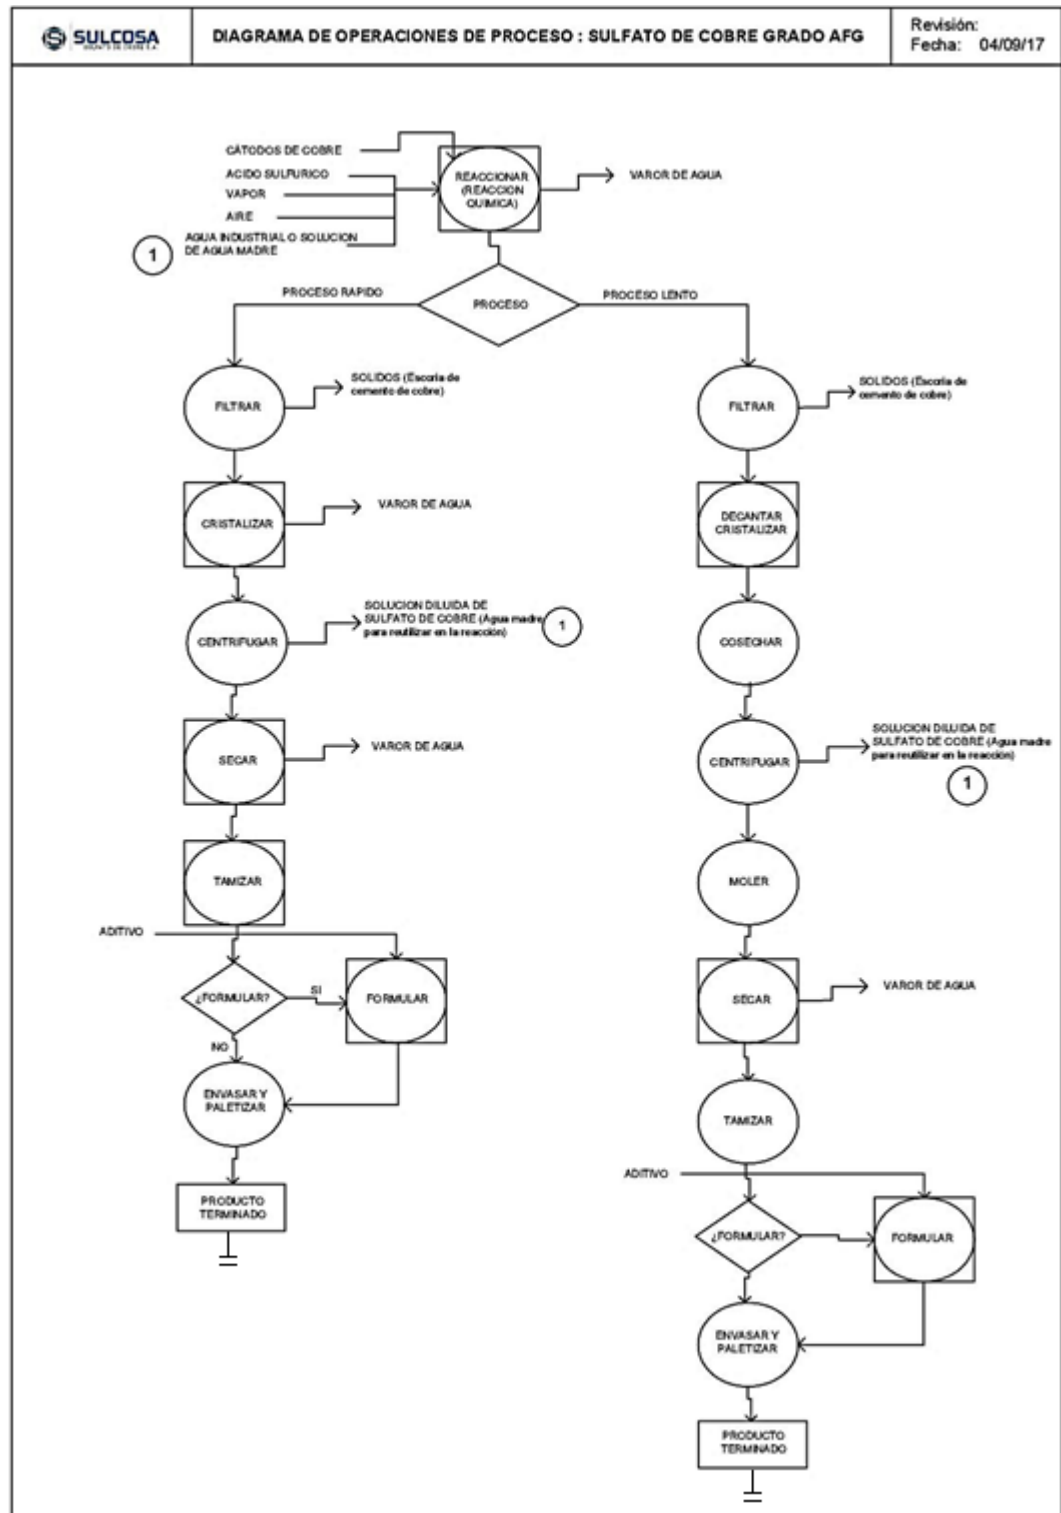 SULCOSA
DIAGRAMA DE OPERACIONES DE PROCESO : SULFATO DE COBRE GRADO AFG
Revisión:
Fecha: 04/09/17
CÁTODOS DE COBRE
ACIDO SULFURICO
VAPOR
AIRE
AGUA INDUSTRIAL O SOLUCION
DE AGUA MADRE
1
REACCIONAR
(REACCION
QUIMICA)
VAROR DE AGUA
PROCESO
PROCESO RAPIDO
PROCESO LENTO
FILTRAR
SOLIDOS (Escoria de
cemento de cobre)
CRISTALIZAR
VAROR DE AGUA
CENTRIFUGAR
SOLUCION DILUIDA DE
SULFATO DE COBRE (Agua madre
para reutilizar en la reacción)
1
SECAR
VAROR DE AGUA
TAMIZAR
ADITIVO
¿FORMULAR?
SI
FORMULAR
NO
ENVASAR Y
PALETIZAR
PRODUCTO
TERMINADO
FILTRAR
SOLIDOS (Escoria de
cemento de cobre)
DECANTAR
CRISTALIZAR
COSECHAR
CENTRIFUGAR
SOLUCION DILUIDA DE
SULFATO DE COBRE (Agua madre
para reutilizar en la reacción)
1
MOLER
SECAR
VAROR DE AGUA
TAMIZAR
ADITIVO
¿FORMULAR?
FORMULAR
ENVASAR Y
PALETIZAR
PRODUCTO
TERMINADO